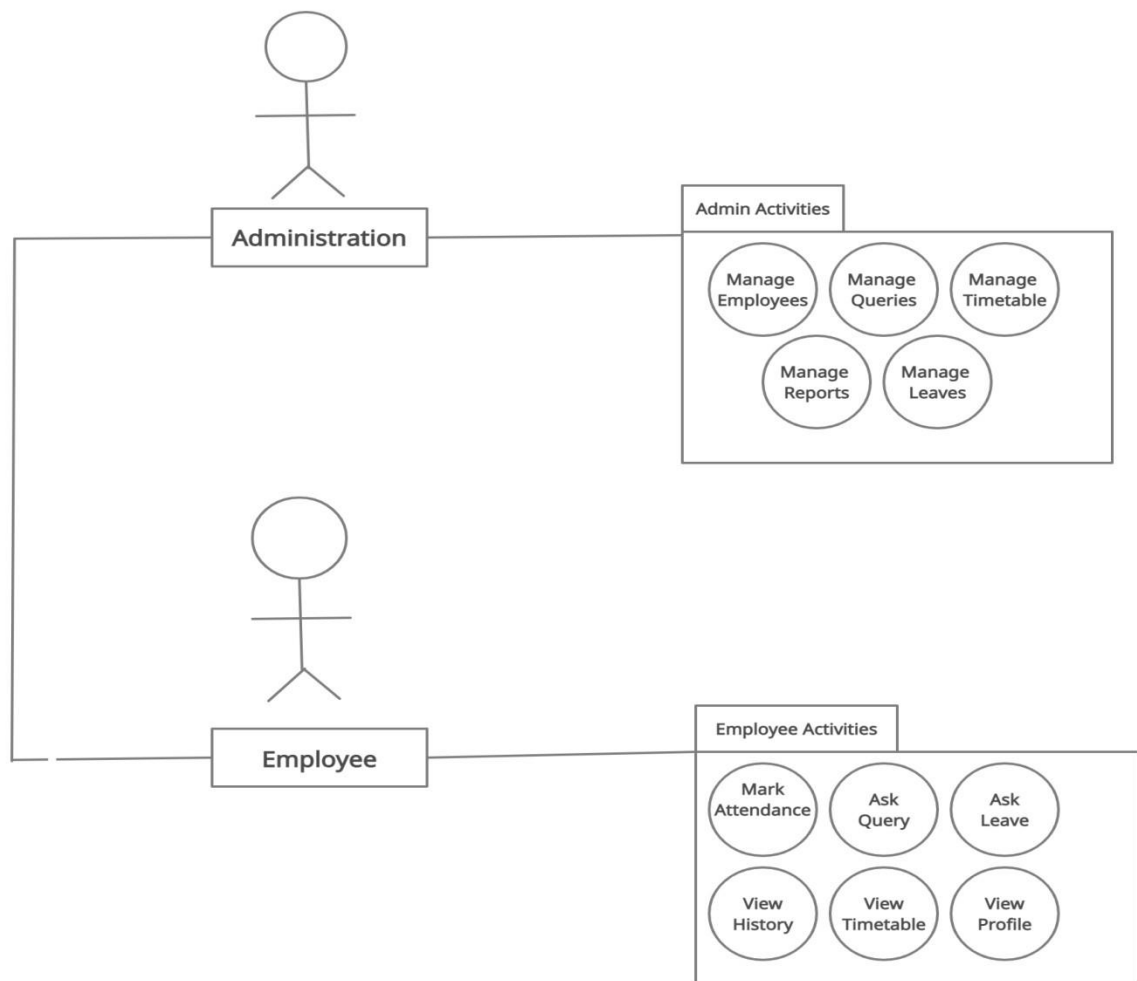 Administration
Admin Activities
Manage
Employees
Manage
Queries
Manage
Timetable
Manage
Reports
Manage
Leaves
Employee
Employee Activities
Mark
Attendance
Ask
Query
Ask
Leave
View
History
View
Timetable
View
Profile